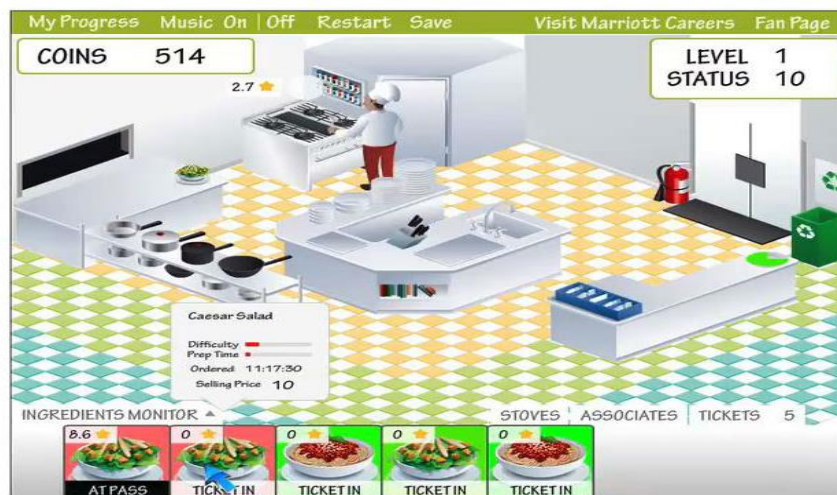 My Progress Music On | Off Restart Save Visit Marriott Careers Fan Page
COINS 514
LEVEL 1
STATUS 10
2.7
Caesar Salad
Difficulty
Prep Time
Ordered 11:17:30
Selling Price 10
INGREDIENTS MONITOR
STOVES ASSOCIATES TICKETS 5
8.6 0 0 0 0
AT PASS TICKET IN TICKET IN TICKET IN TICKET IN